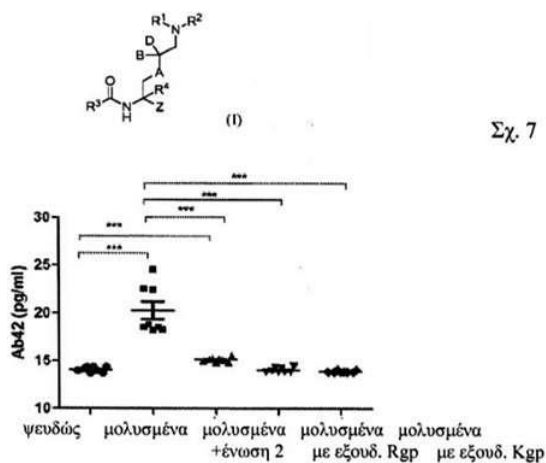 R¹ R²
N
D
B
A
O R⁴
R³ N Z
H
(I)
Σχ. 7
*** 
***
***
***
***
30
25
20
15
10
Ab42 (pg/ml)
ψευδώς μολυσμένα μολυσμένα μολυσμένα μολυσμένα
+ένωση 2 με εξουδ. Rgp με εξουδ. Kgp